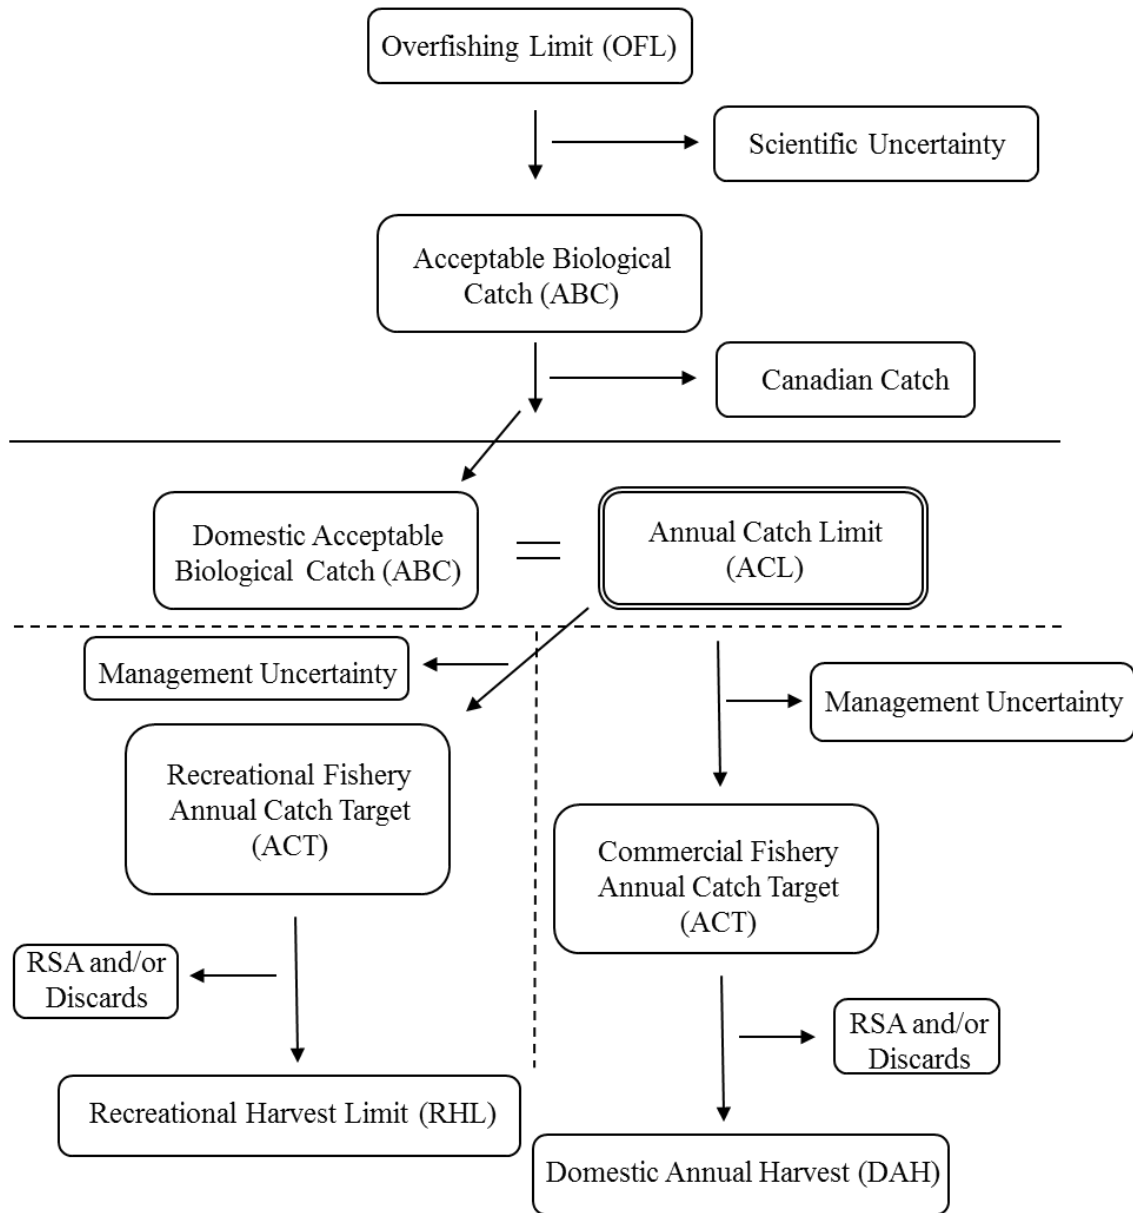 Overfishing Limit (OFL)
Scientific Uncertainty
Acceptable Biological
Catch (ABC)
Canadian Catch
Domestic Acceptable
Biological Catch (ABC)
=
Annual Catch Limit
(ACL)
Management Uncertainty
Management Uncertainty
Recreational Fishery
Annual Catch Target
(ACT)
Commercial Fishery
Annual Catch Target
(ACT)
RSA and/or
Discards
RSA and/or
Discards
Recreational Harvest Limit (RHL)
Domestic Annual Harvest (DAH)